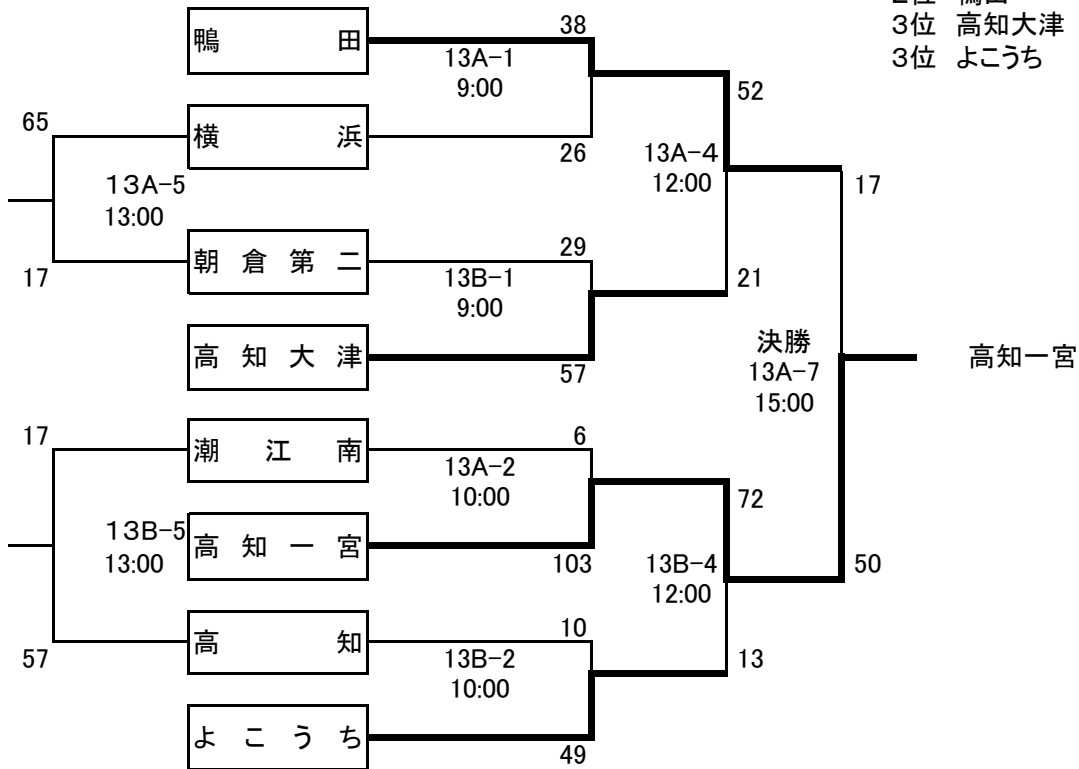 3位 高知大津
3位 よこうち
鴨田
38
13A-1
9:00
52
65
横浜
26
13A-4
12:00
13A-5
13:00
17
朝倉第二
29
17
13B-1
9:00
21
高知大津
57
決勝
13A-7
15:00
高知一宮
17
潮江南
6
13A-2
10:00
72
13B-5
13:00
高知一宮
103
13B-4
12:00
50
高知
10
57
13B-2
10:00
13
よこうち
49